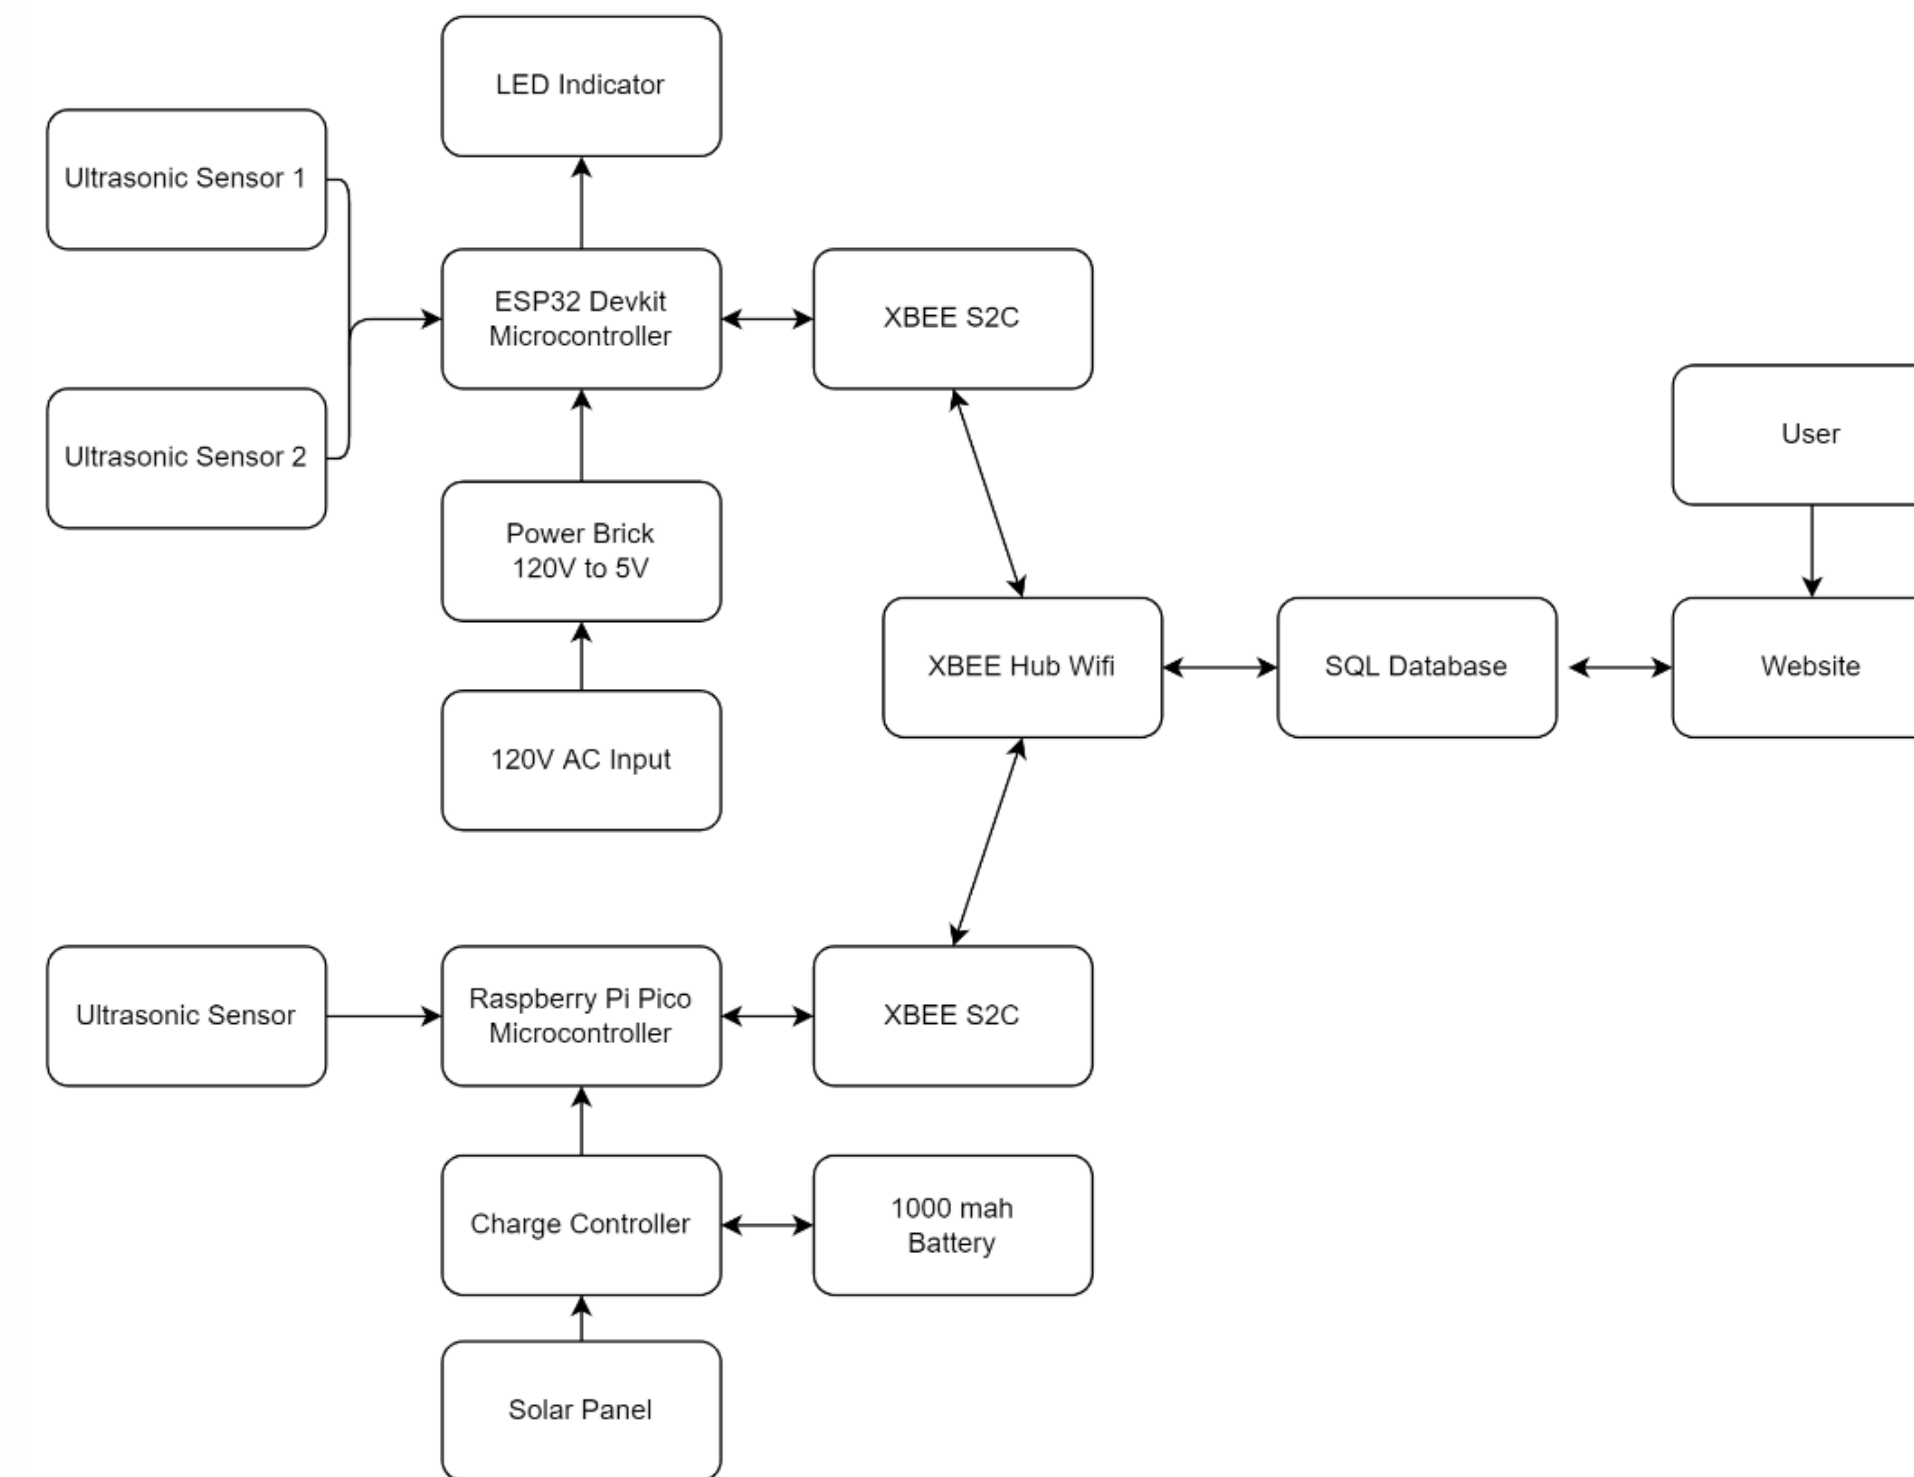 LED Indicator
Ultrasonic Sensor 1
ESP32 Devkit
Microcontroller
XBEE S2C
Ultrasonic Sensor 2
User
Power Brick
120V to 5V
XBEE Hub Wifi
SQL Database
Website
120V AC Input
Ultrasonic Sensor
Raspberry Pi Pico
Microcontroller
XBEE S2C
Charge Controller
1000 mah
Battery
Solar Panel